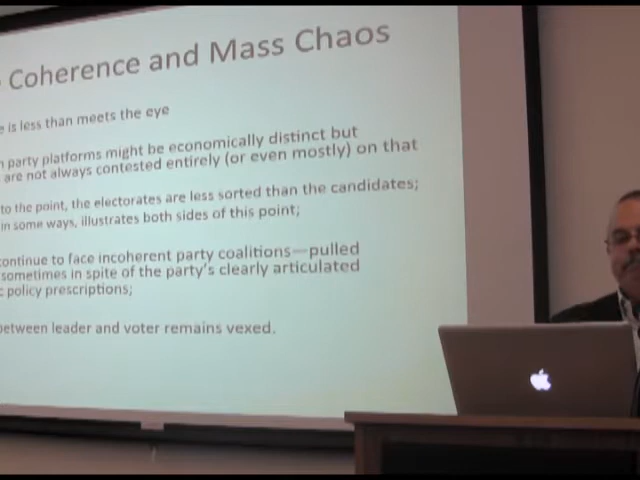 Coherence and Mass Chaos
is less than meets the eye
party platforms might be economically distinct but
are not always contested entirely (or even mostly) on that
to the point, the electorates are less sorted than the candidates;
in some ways, illustrates both sides of this point;
continue to face incoherent party coalitions—pulled
sometimes in spite of the party's clearly articulated
policy prescriptions;
between leader and voter remains vexed.